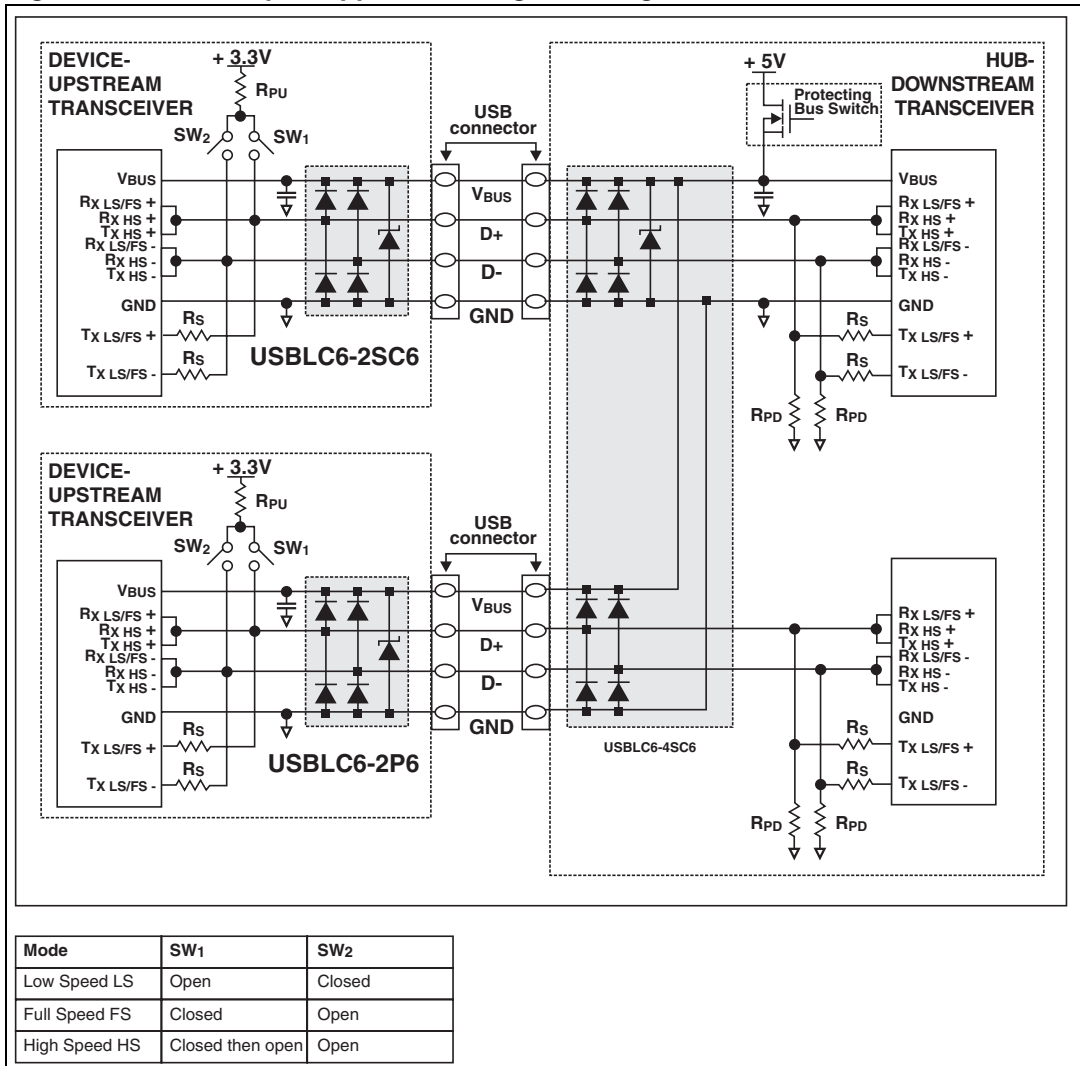 DEVICE-
UPSTREAM
TRANSCEIVER
+ 3.3V
RPU
SW2
SW1
VBUS
RX LS/FS +
RX HS +
TX HS +
RX LS/FS -
RX HS -
TX HS -
GND
TX LS/FS +
TX LS/FS -
RS
RS
USBLC6-2SC6
USB
connector
VBUS
D+
D-
GND
+ 5V
Protecting
Bus Switch
HUB-
DOWNSTREAM
TRANSCEIVER
VBUS
RX LS/FS +
RX HS +
TX HS +
RX LS/FS -
RX HS -
TX HS -
GND
TX LS/FS +
TX LS/FS -
RS
RS
RPD
RPD
DEVICE-
UPSTREAM
TRANSCEIVER
+ 3.3V
RPU
SW2
SW1
VBUS
RX LS/FS +
RX HS +
TX HS +
RX LS/FS -
RX HS -
TX HS -
GND
TX LS/FS +
TX LS/FS -
RS
RS
USBLC6-2P6
USB
connector
VBUS
D+
D-
GND
USBLC6-4SC6
RX LS/FS +
RX HS +
TX HS +
RX LS/FS -
RX HS -
TX HS -
GND
TX LS/FS +
TX LS/FS -
RS
RS
RPD
RPD
Mode SW1 SW2
Low Speed LS Open Closed
Full Speed FS Closed Open
High Speed HS Closed then open Open